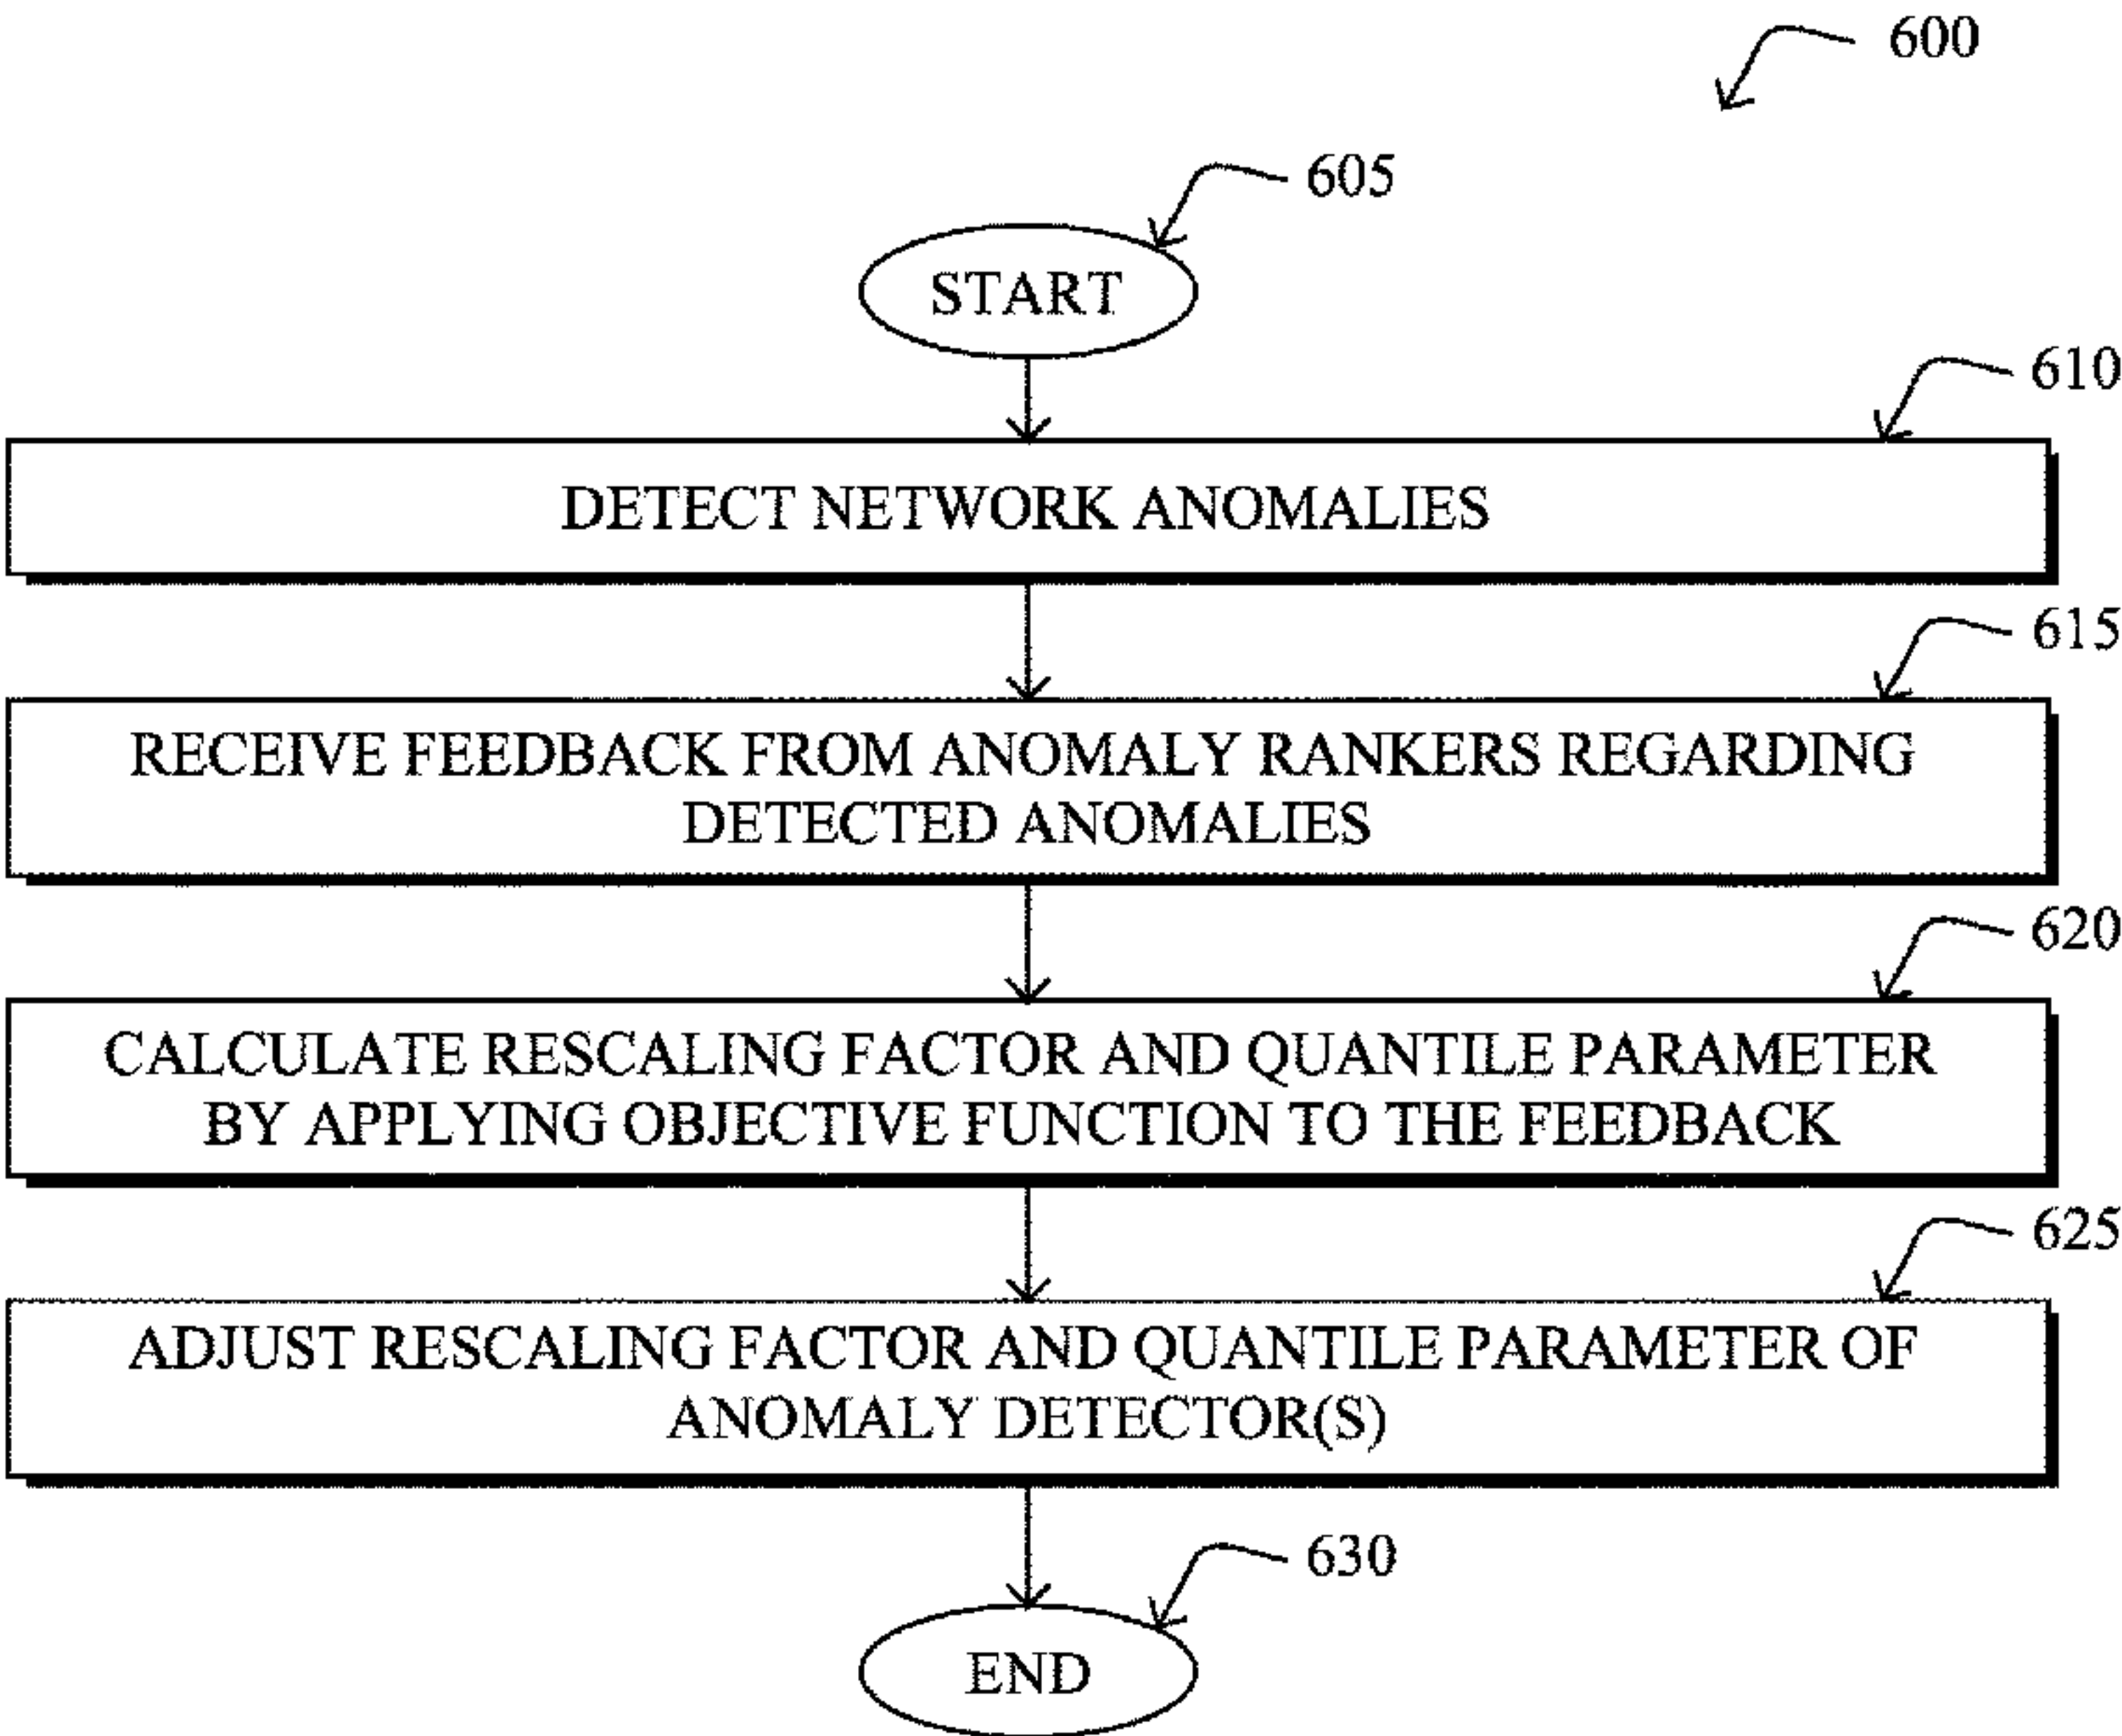 600
605
START
610
DETECT NETWORK ANOMALIES
615
RECEIVE FEEDBACK FROM ANOMALY RANKERS REGARDING
DETECTED ANOMALIES
620
CALCULATE RESCALING FACTOR AND QUANTILE PARAMETER
BY APPLYING OBJECTIVE FUNCTION TO THE FEEDBACK
625
ADJUST RESCALING FACTOR AND QUANTILE PARAMETER OF
ANOMALY DETECTOR(S)
630
END